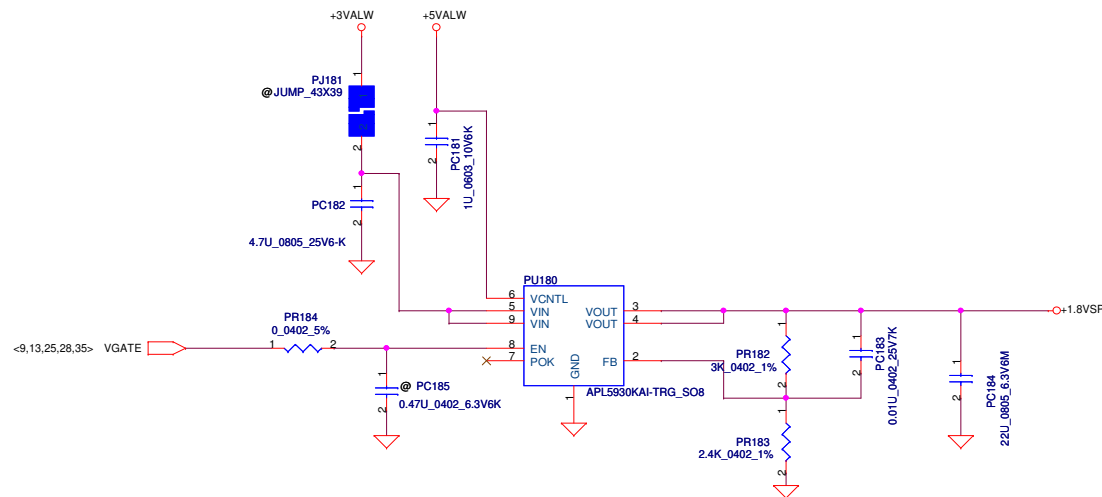 +3VALW
+5VALW
1
PJ181
@JUMP_43X39
2
1
PC182
2
4.7U_0805_25V6-K
1
2
PC181
1U_0603_10V6K
PU180
6
VCNTL
5
VIN
9
VIN
8
EN
7
POK
GND
1
VOUT
3
VOUT
4
FB
2
APL5930KAI-TRG_SO8
<9,13,25,28,35>
VGATE
PR184
0_0402_5%
1
2
1
@
PC185
0.47U_0402_6.3V6K
2
1
PR182
3K_0402_1%
2
1
PR183
2.4K_0402_1%
2
1
2
PC183
0.01U_0402_25V7K
1
2
PC184
22U_0805_6.3V6M
+1.8VSP